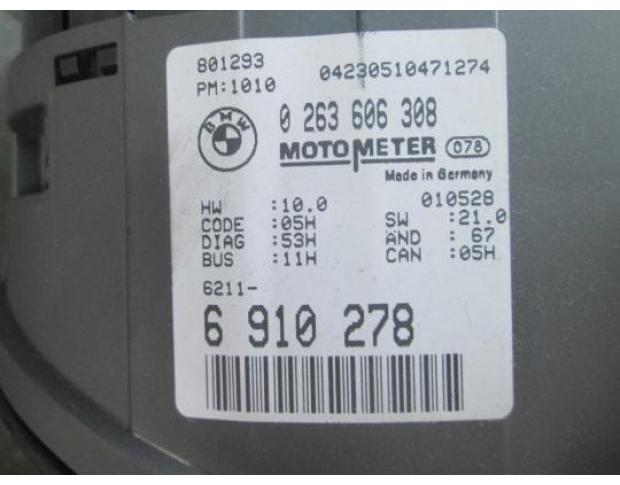 801293 04230510471274
PM:1010
BMW
0 263 606 308
MOTOMETER 078
Made in Germany
010528
HW :10.0 SW :21.0
CODE :05H AND : 67
DIAG :53H CAN :05H
BUS :11H
6211-
6 910 278